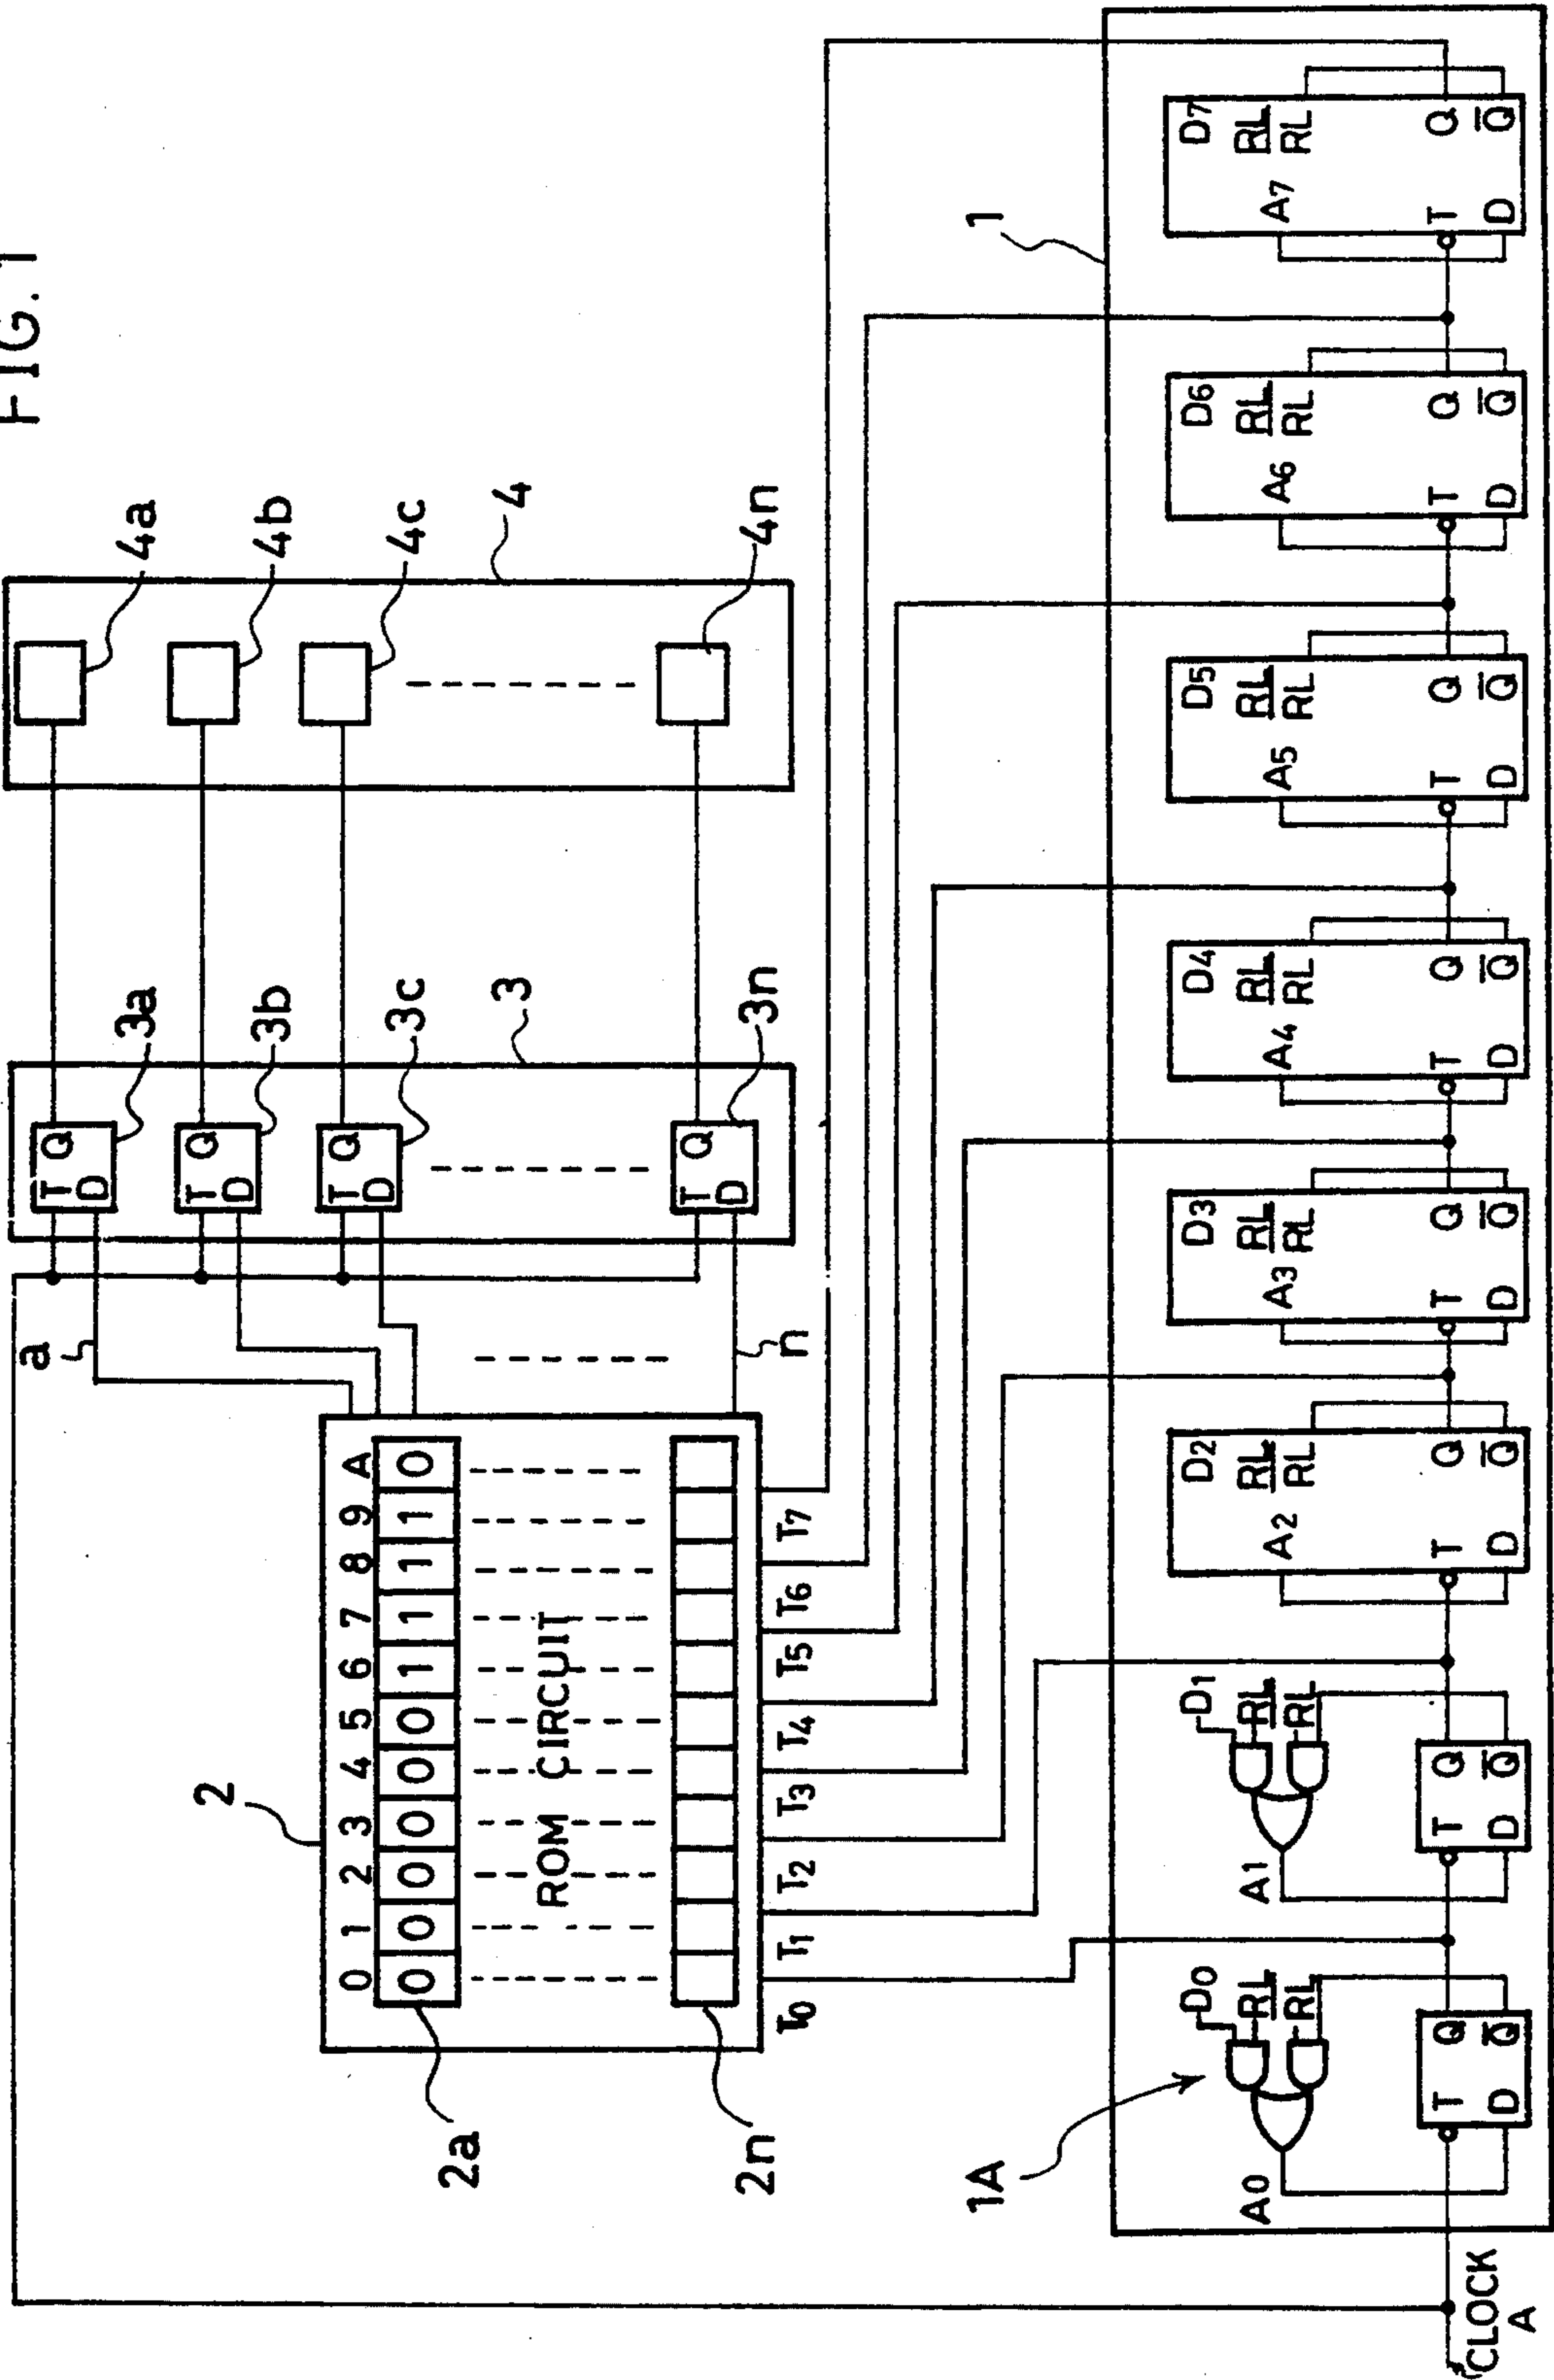 FIG. 1
4a
4b
4c
4
4n
3a
3b
3c
3
3n
T Q
D
T Q
D
T Q
D
T Q
D
a
n
2
0 1 2 3 4 5 6 7 8 9 A
0 0 0 0 0 0 1 1 1 1 0
ROM CIRCUIT
2a
2n
T0 T1 T2 T3 T4 T5 T6 T7
1
1A
D0
RL
RL
A0
T Q
D Q
D1
RL
RL
A1
T Q
D Q
D2
RL
A2 RL
T Q
D Q
D3
RL
A3 RL
T Q
D Q
D4
RL
A4 RL
T Q
D Q
D5
RL
A5 RL
T Q
D Q
D6
RL
A6 RL
T Q
D Q
D7
RL
A7 RL
T Q
D Q
CLOCK
A